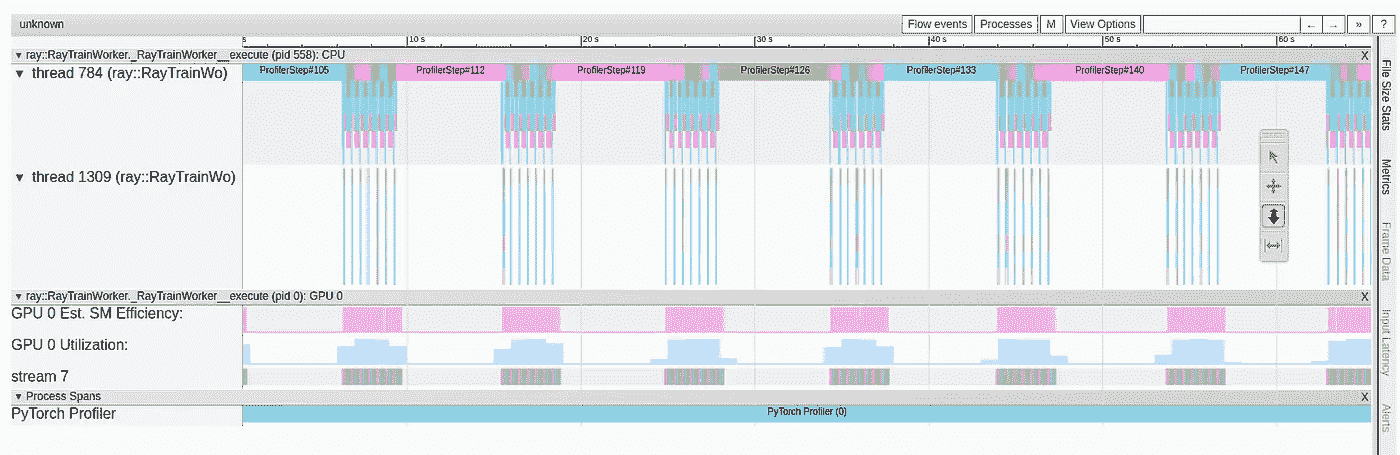 unknown
Flow events Processes M View Options ← → » ?
s 10 s 20 s 30 s 40 s 50 s 60 s
▼ ray::RayTrainWorker._RayTrainWorker__execute (pid 558): CPU X
▼ thread 784 (ray::RayTrainWo)
ProfilerStep#105 ProfilerStep#112 ProfilerStep#119 ProfilerStep#126 ProfilerStep#133 ProfilerStep#140 ProfilerStep#147
▼ thread 1309 (ray::RayTrainWo)
▼ ray::RayTrainWorker._RayTrainWorker__execute (pid 0): GPU 0 X
GPU 0 Est. SM Efficiency:
GPU 0 Utilization:
stream 7
▼ Process Spans X
PyTorch Profiler
PyTorch Profiler (0)
File Size Stats
Metrics
Frame Data
Input Latency
Alerts